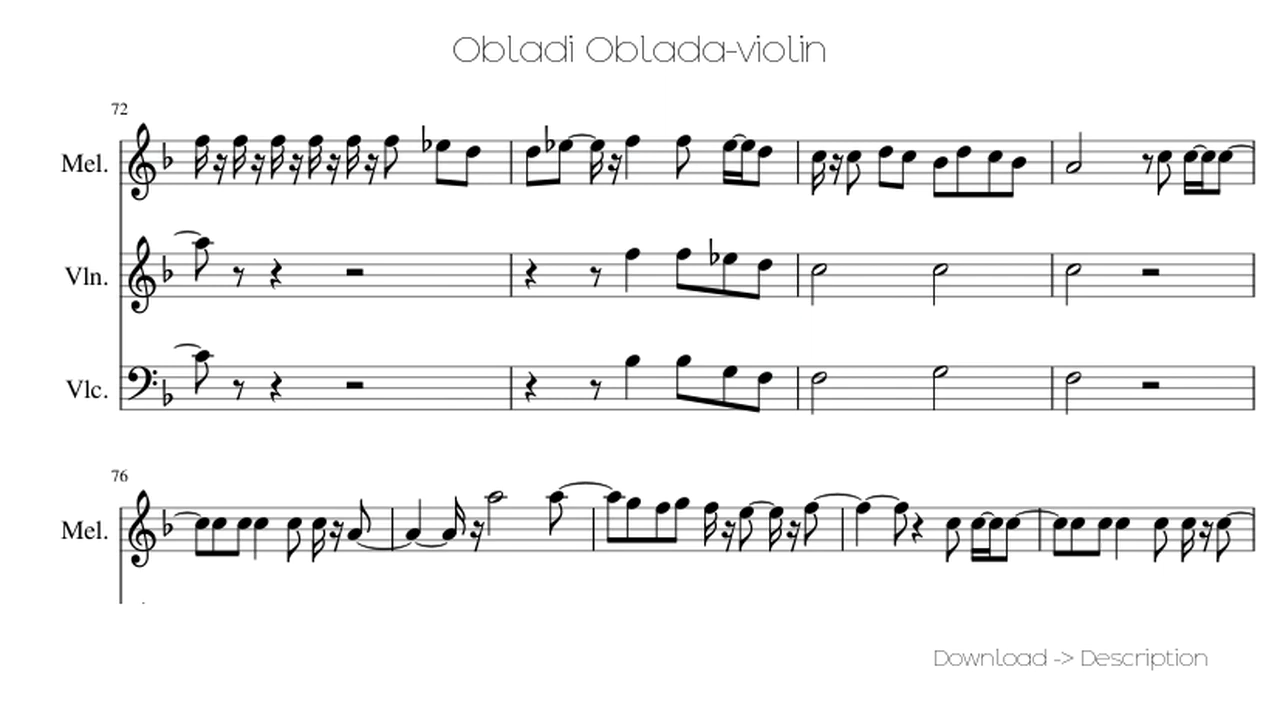 Obladi Oblada-violin
72
Mel.
Vln.
Vlc.
76
Mel.
Download -> Description